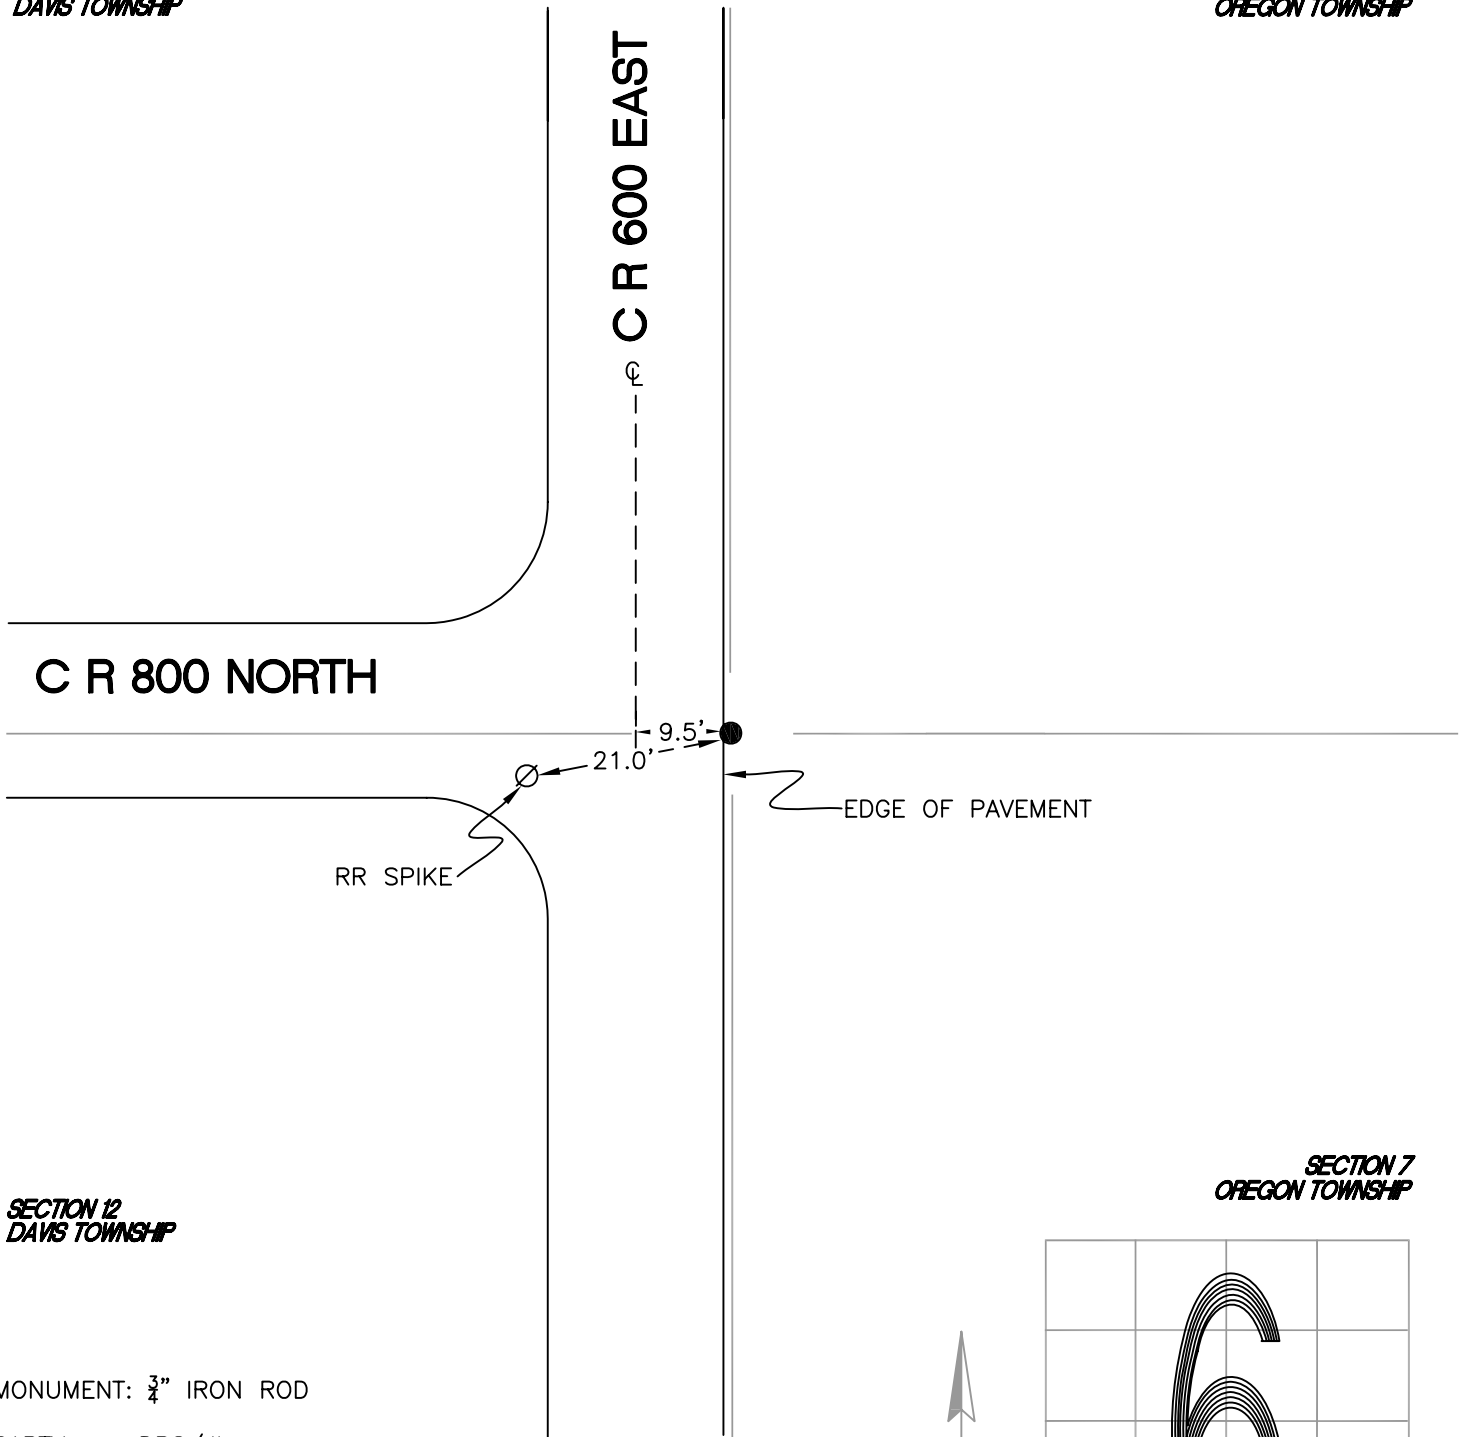 DAVIS TOWNSHIP
OREGON TOWNSHIP
C R 600 EAST
℄
C R 800 NORTH
9.5'
21.0'
EDGE OF PAVEMENT
RR SPIKE
SECTION 7
OREGON TOWNSHIP
SECTION 12
DAVIS TOWNSHIP
6
MONUMENT: 3/4" IRON ROD